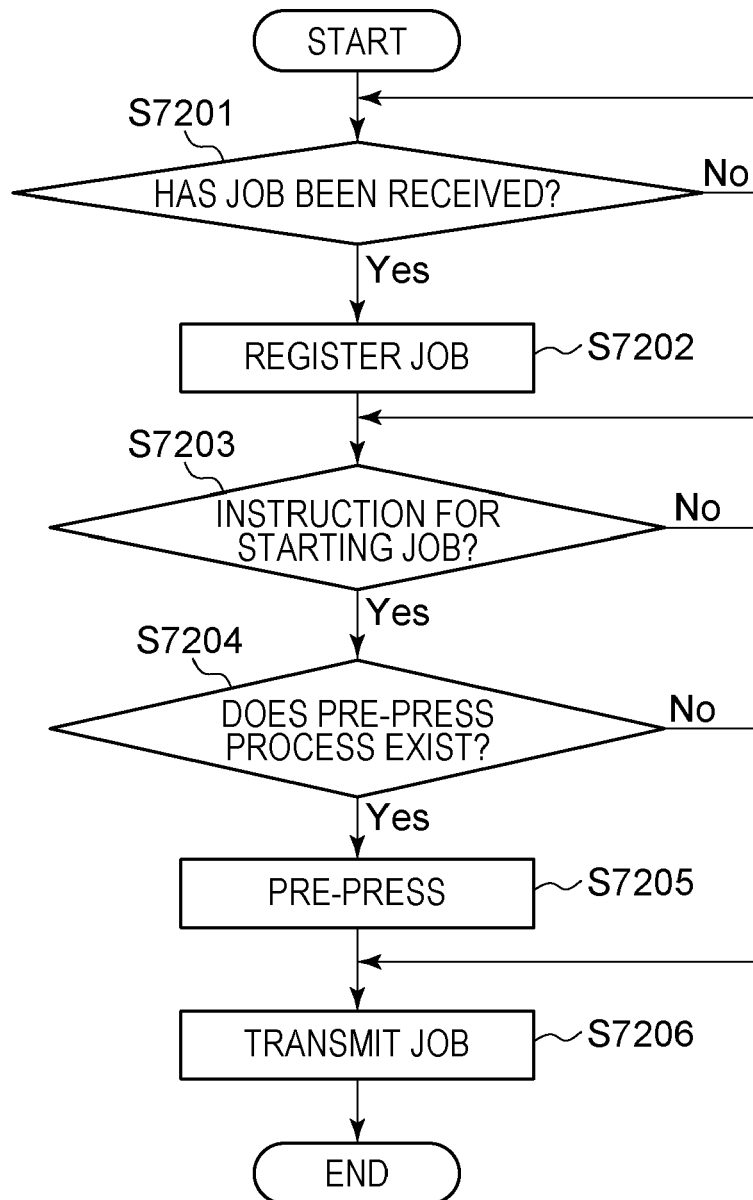 START
S7201
HAS JOB BEEN RECEIVED?
No
Yes
REGISTER JOB
S7202
S7203
INSTRUCTION FOR
STARTING JOB?
No
Yes
S7204
DOES PRE-PRESS
PROCESS EXIST?
No
Yes
PRE-PRESS
S7205
TRANSMIT JOB
S7206
END